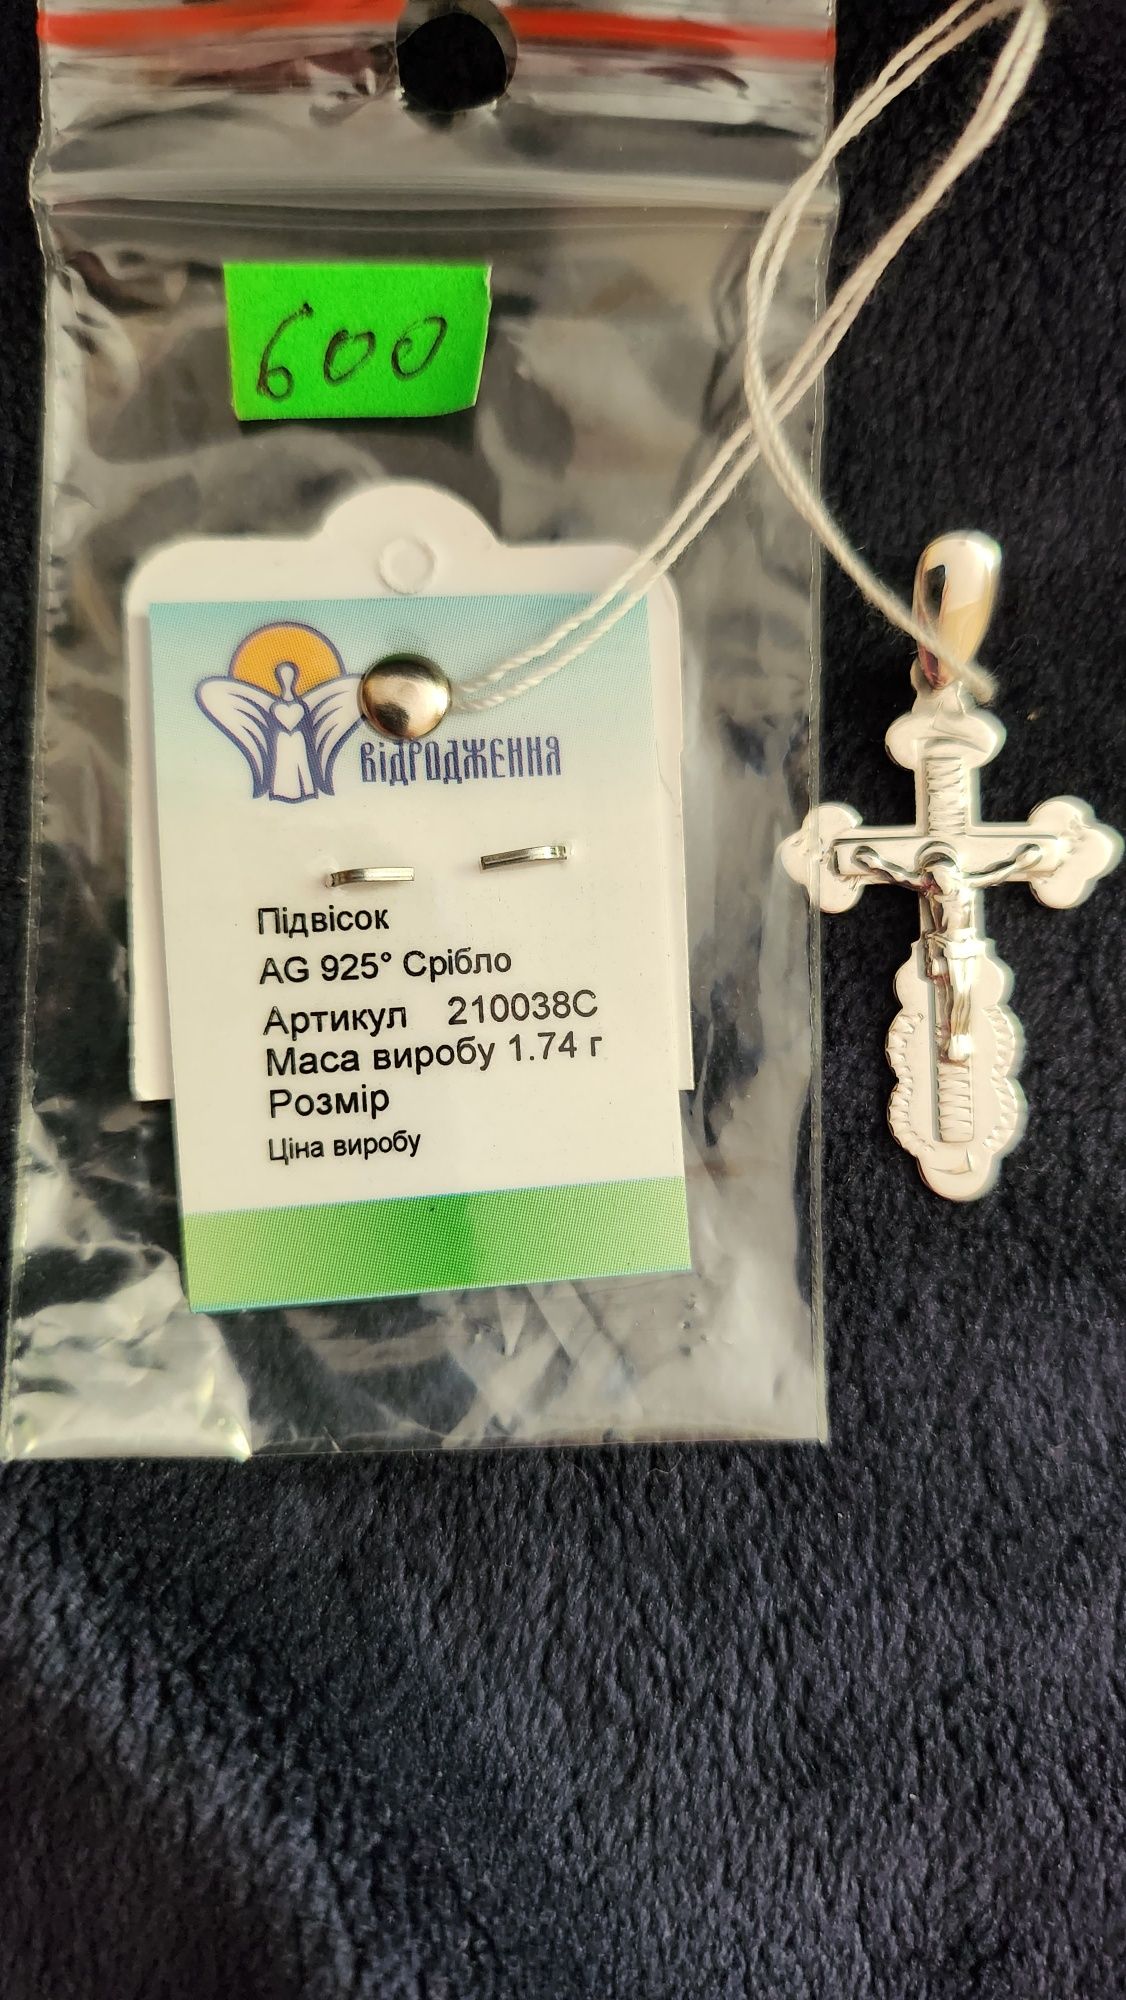 600
ВІДРОДЖЕННЯ
Підвісок
AG 925° Срібло
Артикул 210038С
Маса виробу 1.74 г
Розмір
Ціна виробу